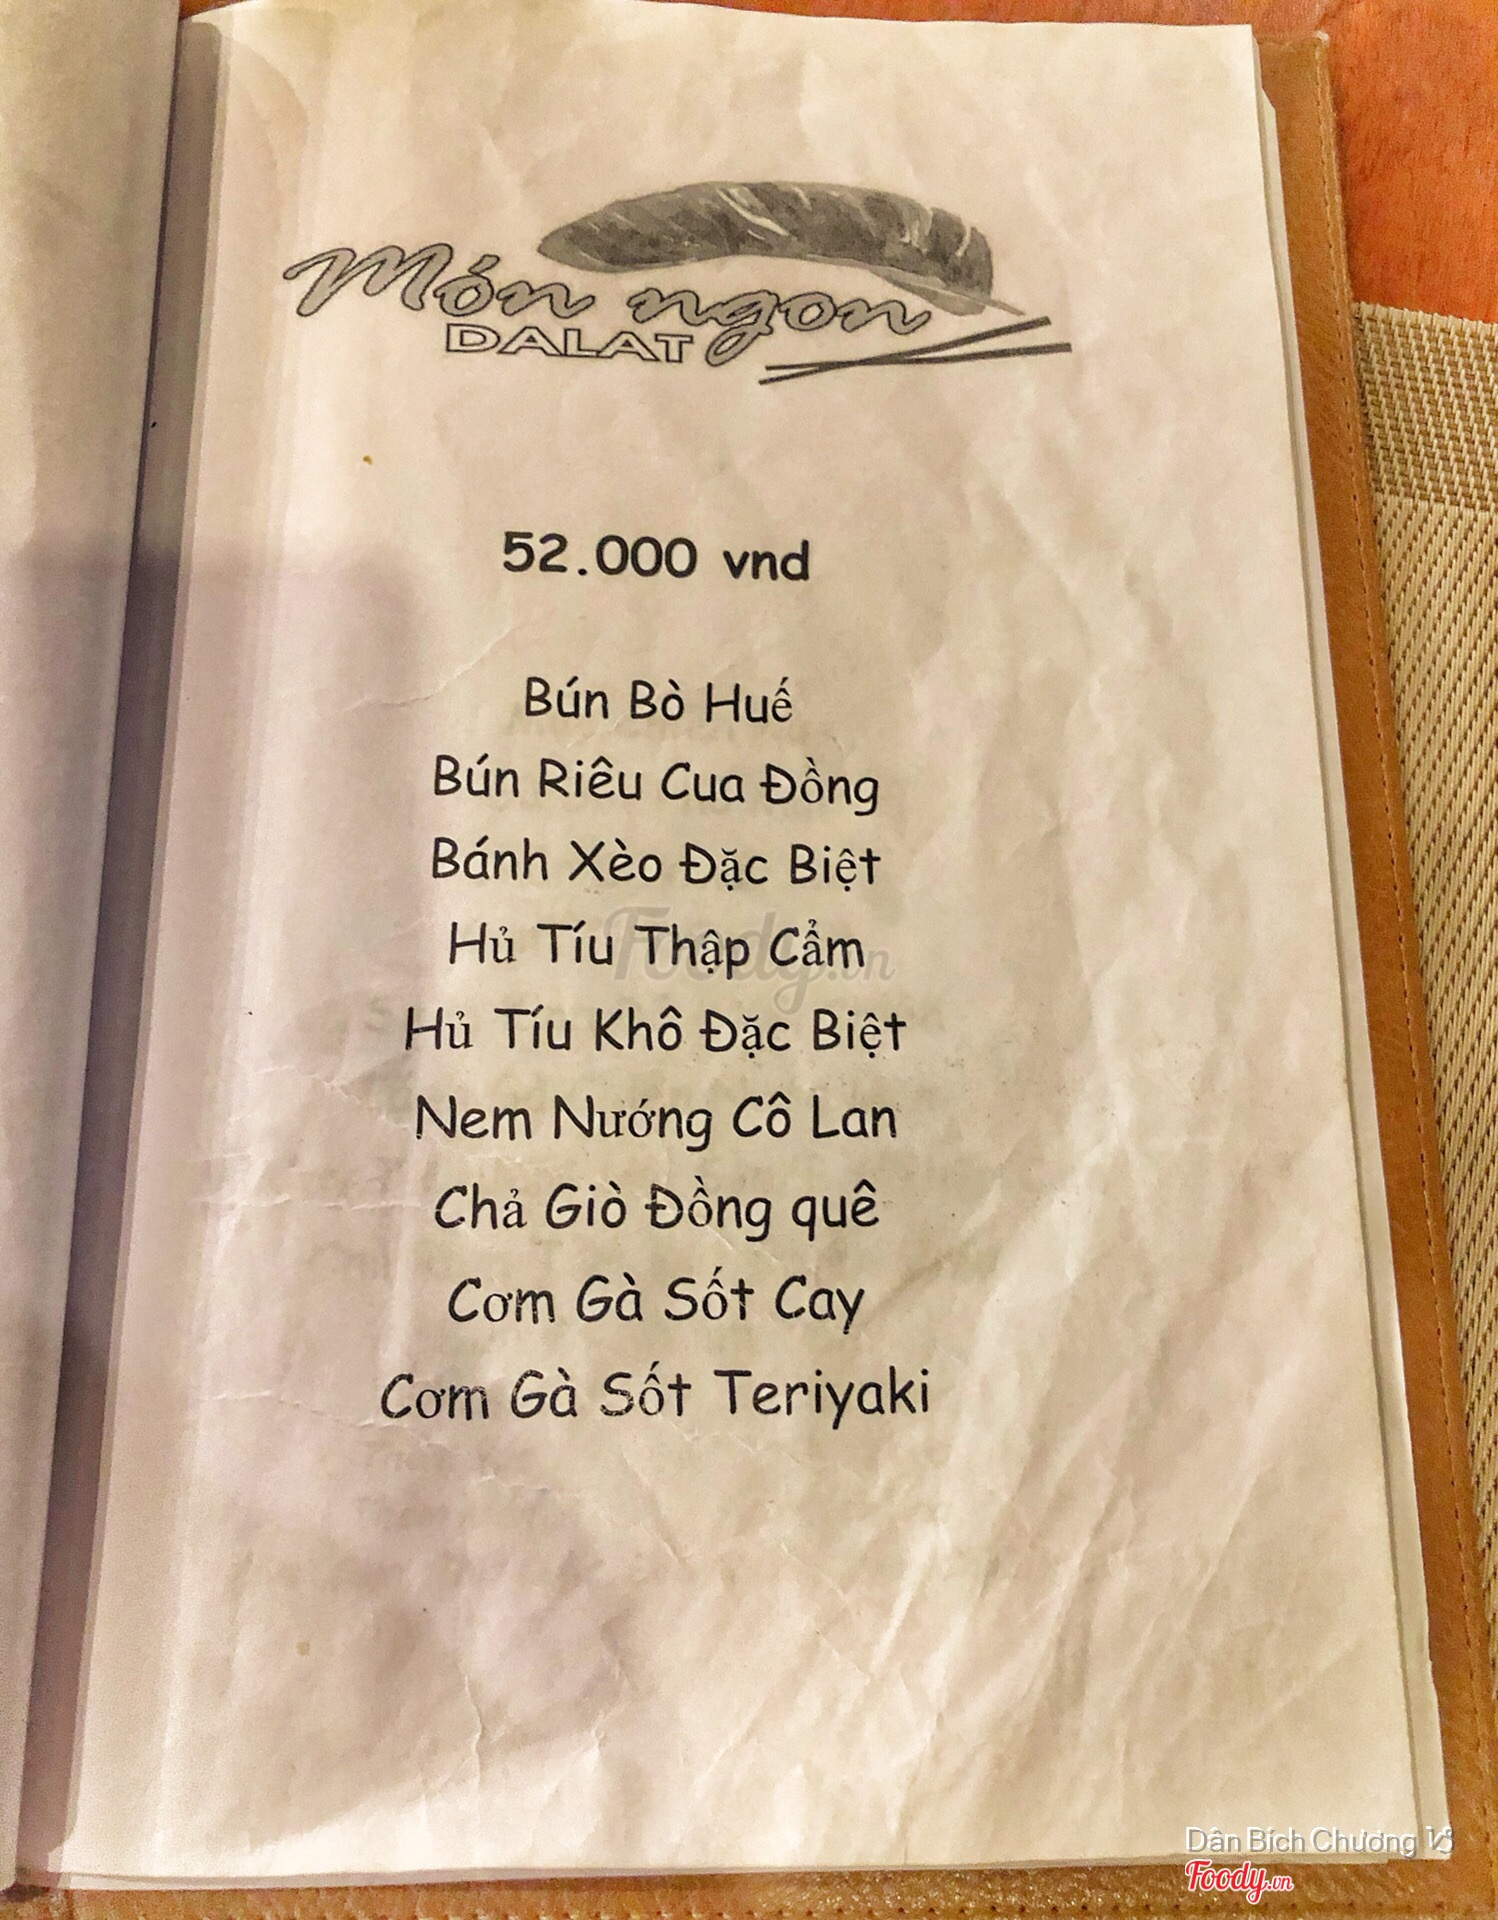 Món ngon
DALAT
52.000 vnd
Bún Bò Huế
Bún Riêu Cua Đồng
Bánh Xèo Đặc Biệt
Hủ Tíu Thập Cẩm
Foody.vn
Hủ Tíu Khô Đặc Biệt
Nem Nướng Cô Lan
Chả Giò Đồng quê
Cơm Gà Sốt Cay
Cơm Gà Sốt Teriyaki
Dân Bích Chương
Foody.vn